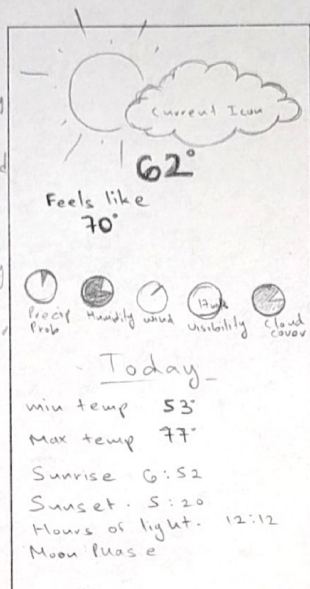 Current Icon
62°
Feels like
70°
17mls
Precip Humidity Wind Visibility Cloud
Prob cover
Today
min temp 53°
Max temp 77°
Sunrise 6:52
Sunset. 5:20
Hours of light. 12:12
Moon Phase